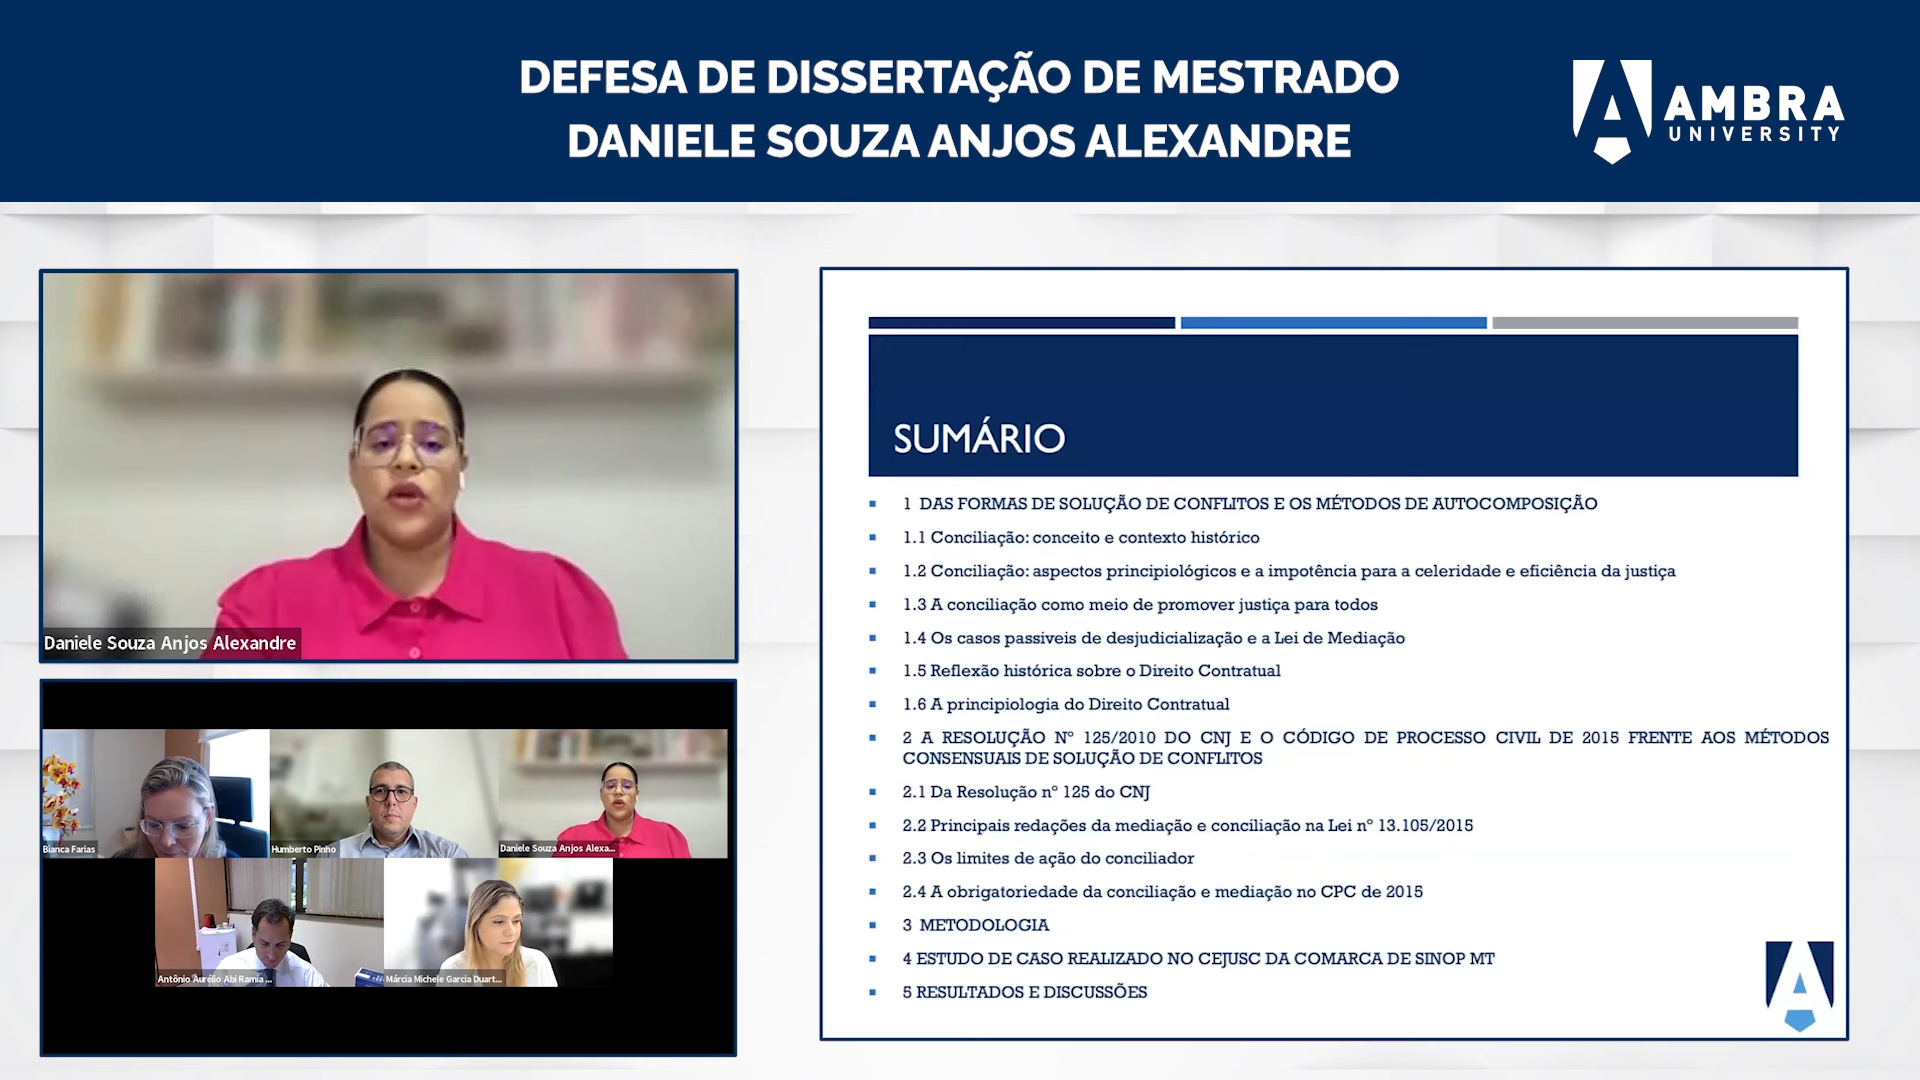 DEFESA DE DISSERTAÇÃO DE MESTRADO
DANIELE SOUZA ANJOS ALEXANDRE
AMBRA
UNIVERSITY
Daniele Souza Anjos Alexandre
Bianca Farias
Humberto Pinho
Daniele Souza Anjos Alexa...
Antônio Aurélio Abi Ramia ...
Márcia Michele Garcia Duart...
SUMÁRIO
1 DAS FORMAS DE SOLUÇÃO DE CONFLITOS E OS MÉTODOS DE AUTOCOMPOSIÇÃO
1.1 Conciliação: conceito e contexto histórico
1.2 Conciliação: aspectos principiológicos e a impotência para a celeridade e eficiência da justiça
1.3 A conciliação como meio de promover justiça para todos
1.4 Os casos passiveis de desjudicialização e a Lei de Mediação
1.5 Reflexão histórica sobre o Direito Contratual
1.6 A principiologia do Direito Contratual
2 A RESOLUÇÃO Nº 125/2010 DO CNJ E O CÓDIGO DE PROCESSO CIVIL DE 2015 FRENTE AOS MÉTODOS
CONSENSUAIS DE SOLUÇÃO DE CONFLITOS
2.1 Da Resolução nº 125 do CNJ
2.2 Principais redações da mediação e conciliação na Lei nº 13.105/2015
2.3 Os limites de ação do conciliador
2.4 A obrigatoriedade da conciliação e mediação no CPC de 2015
3 METODOLOGIA
4 ESTUDO DE CASO REALIZADO NO CEJUSC DA COMARCA DE SINOP MT
5 RESULTADOS E DISCUSSÕES